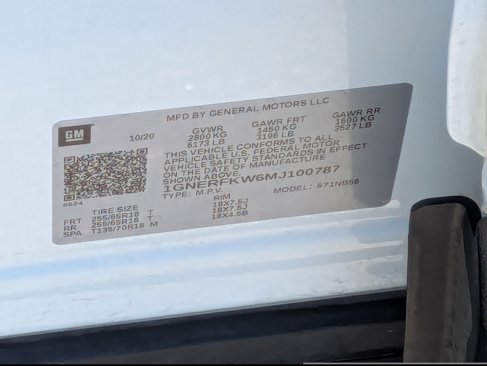 MFD BY GENERAL MOTORS LLC
GM
10/20 GVWR GAWR FRT GAWR RR
2800 KG 1450 KG 1600 KG
6173 LB 3196 LB 3527 LB
THIS VEHICLE CONFORMS TO ALL
APPLICABLE U.S. FEDERAL MOTOR
VEHICLE SAFETY STANDARDS IN EFFECT
ON THE DATE OF MANUFACTURE
SHOWN ABOVE.
1GNERFKW6MJ100787
TYPE: M.P.V. MODEL: 671NB56
8624
TIRE SIZE RIM
FRT 255/65R18 T 18X7.5J
RR 255/65R18 T 18X7.5J
SPA T135/70R18 M 18X4.5B